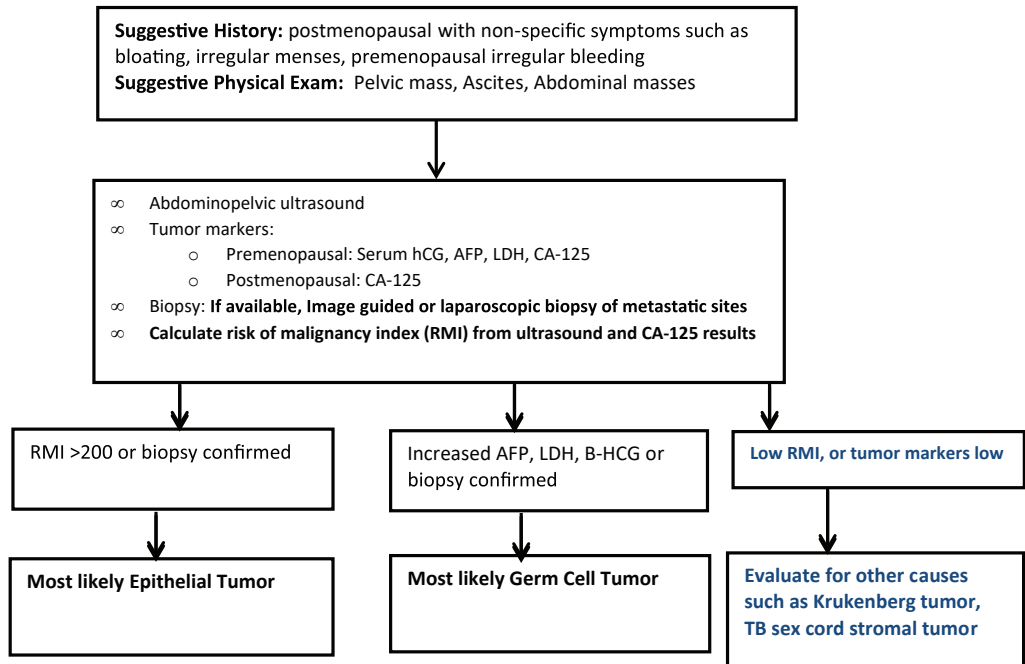 Suggestive History: postmenopausal with non-specific symptoms such as
bloating, irregular menses, premenopausal irregular bleeding
Suggestive Physical Exam: Pelvic mass, Ascites, Abdominal masses
∞ Abdominopelvic ultrasound
∞ Tumor markers:
o Premenopausal: Serum hCG, AFP, LDH, CA-125
o Postmenopausal: CA-125
∞ Biopsy: If available, Image guided or laparoscopic biopsy of metastatic sites
∞ Calculate risk of malignancy index (RMI) from ultrasound and CA-125 results
RMI >200 or biopsy confirmed
Increased AFP, LDH, B-HCG or
biopsy confirmed
Low RMI, or tumor markers low
Most likely Epithelial Tumor
Most likely Germ Cell Tumor
Evaluate for other causes
such as Krukenberg tumor,
TB sex cord stromal tumor